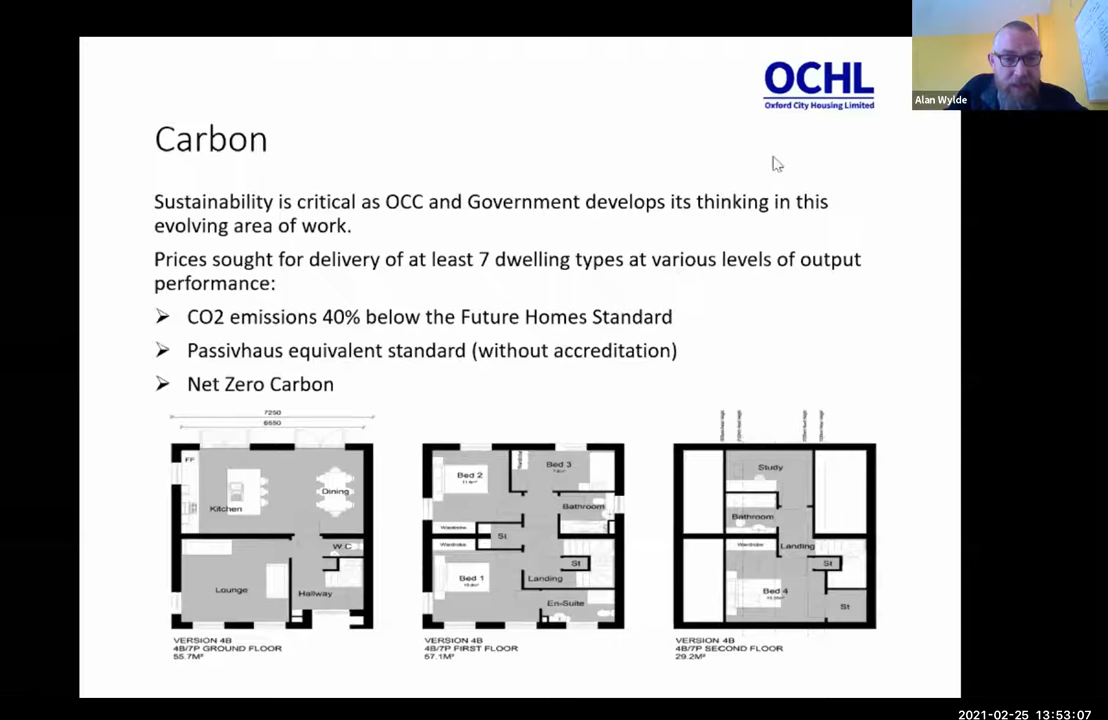 OCHL
Oxford City Housing Limited
Alan Wylde
Carbon
Sustainability is critical as OCC and Government develops its thinking in this
evolving area of work.
Prices sought for delivery of at least 7 dwelling types at various levels of output
performance:
CO2 emissions 40% below the Future Homes Standard
Passivhaus equivalent standard (without accreditation)
Net Zero Carbon
7250
6550
FF
Kitchen
Dining
W.C
Lounge
Hallway
VERSION 4B
4B/7P GROUND FLOOR
55.7M²
Bed 2
Bed 3
Bathroom
Wardrobe
St
Wardrobe
St
Bed 1
Landing
En-Suite
VERSION 4B
4B/7P FIRST FLOOR
57.1M²
Study
Bathroom
Wardrobe
Landing
St
Bed 4
St
VERSION 4B
4B/7P SECOND FLOOR
29.2M²
2021-02-25 13:53:07